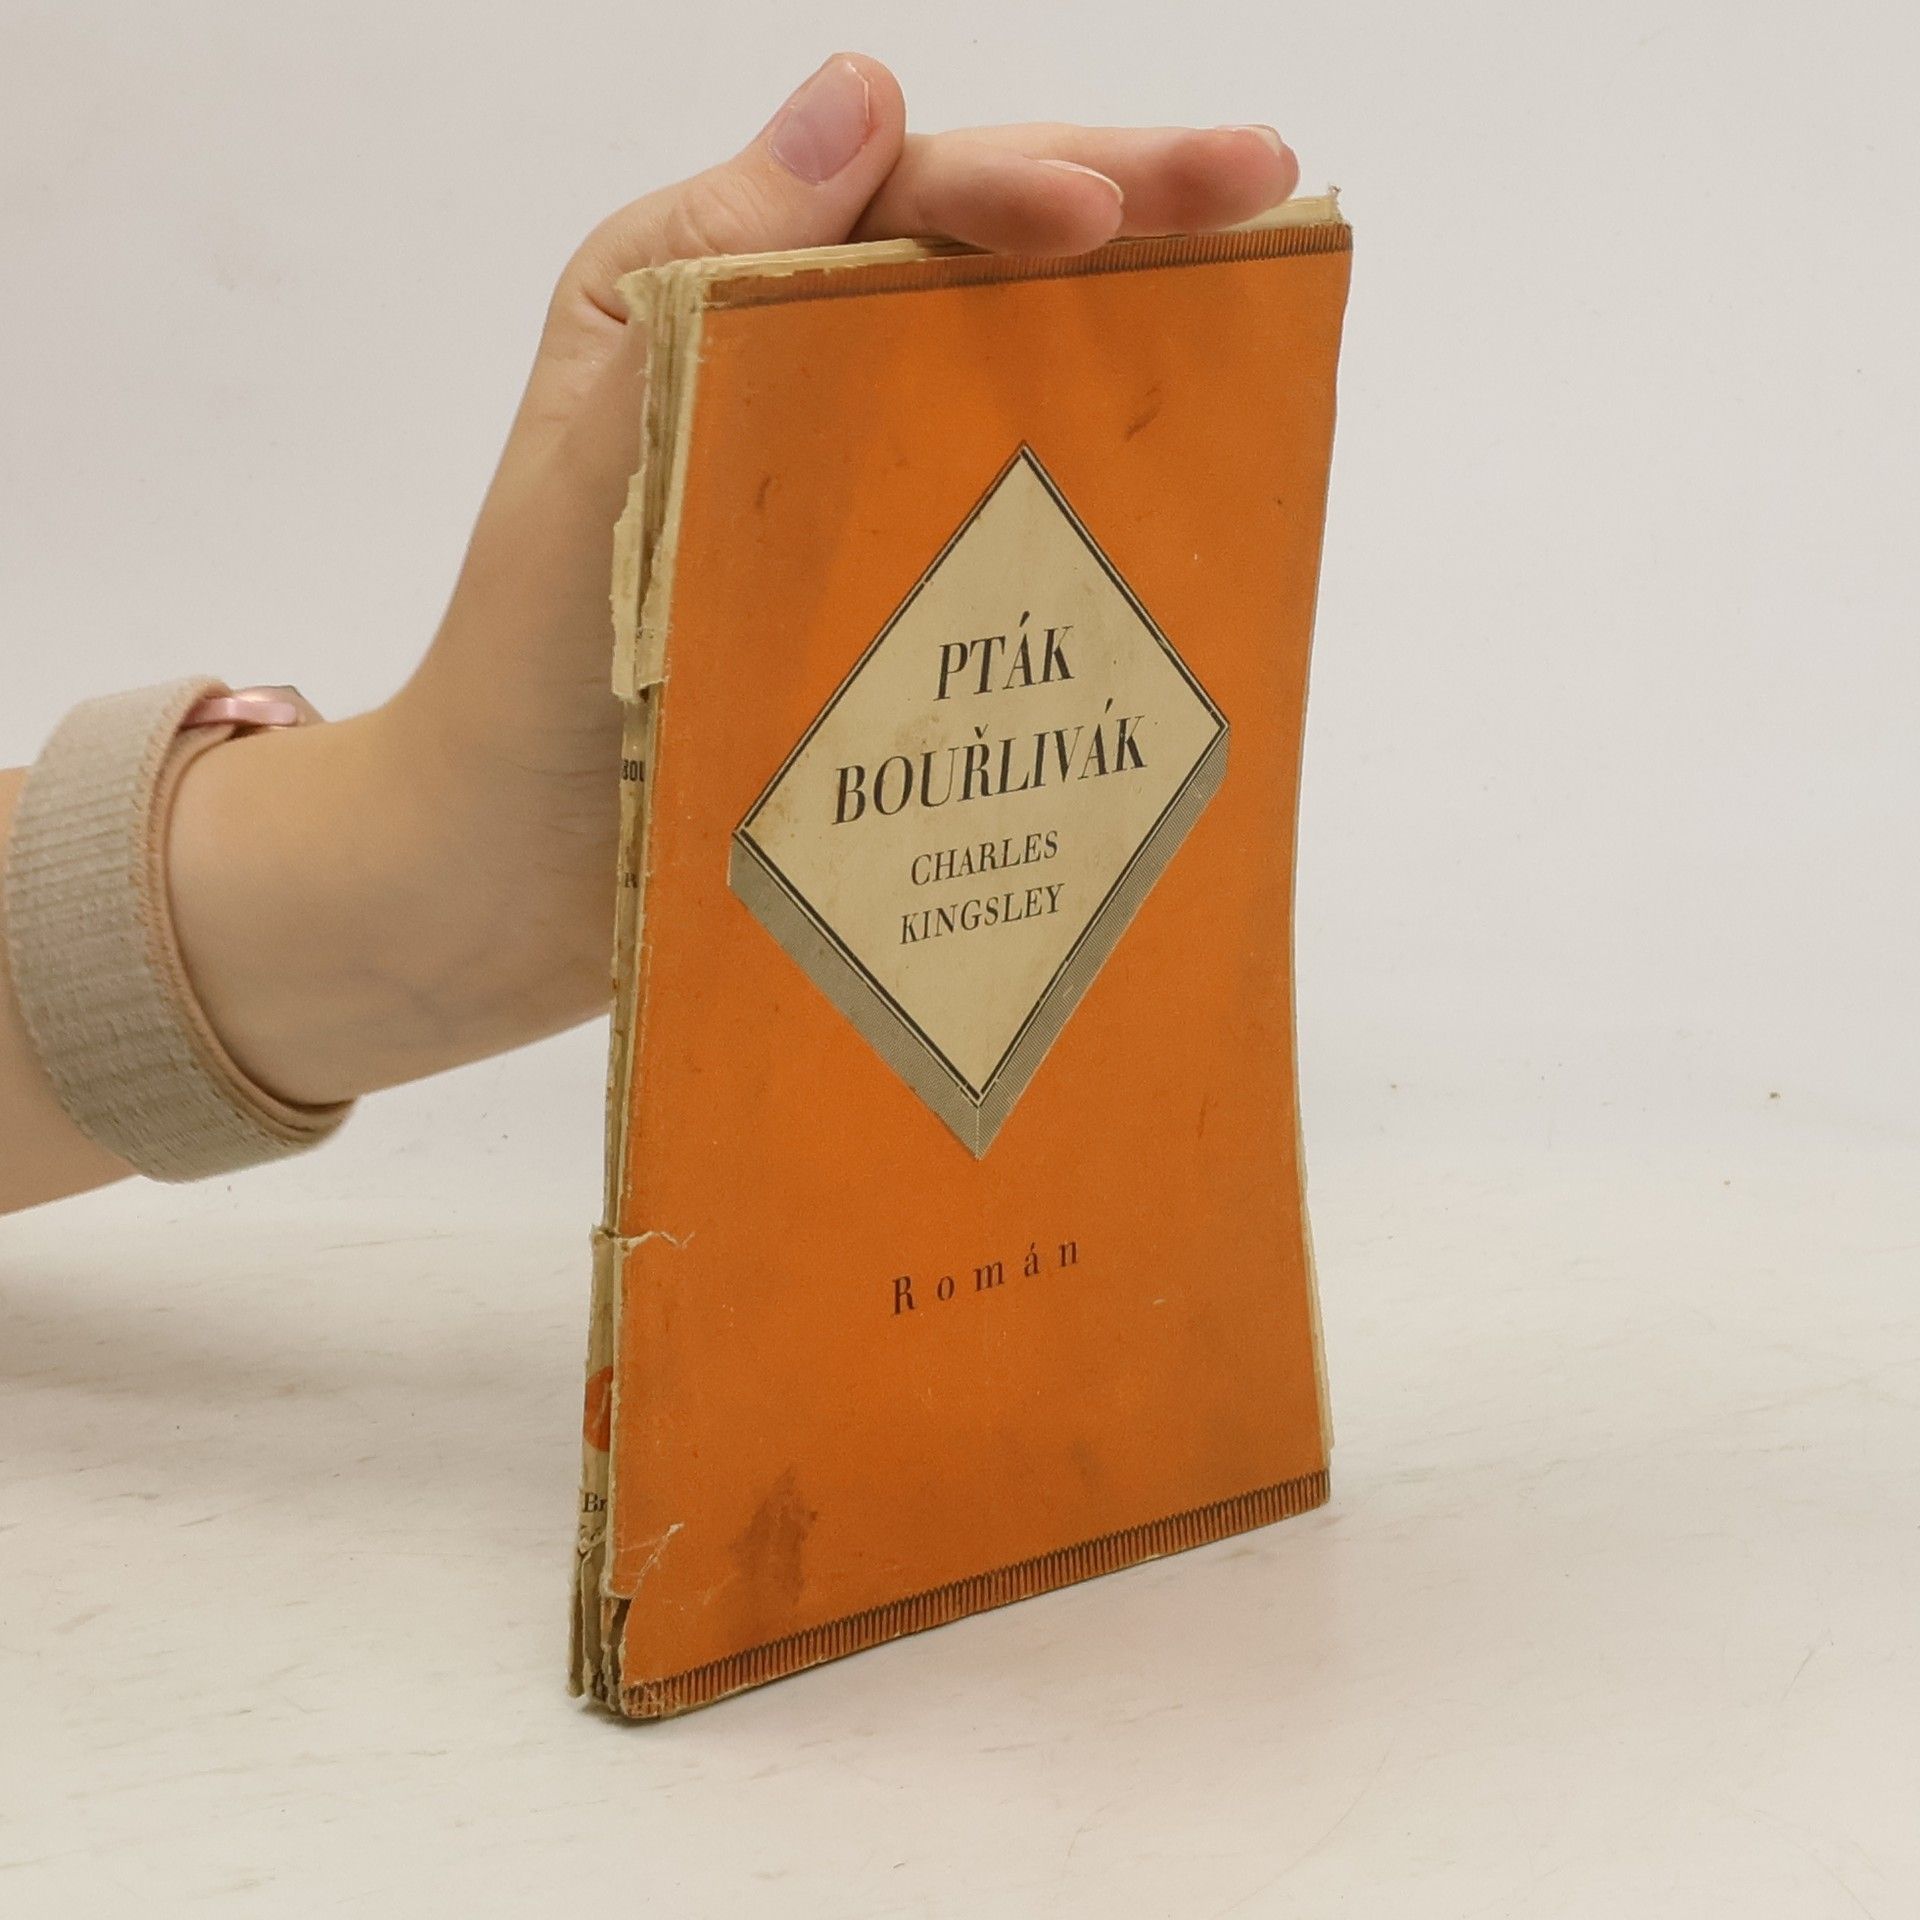 PTÁK
BOUŘLIVÁK
CHARLES
KINGSLEY
Román